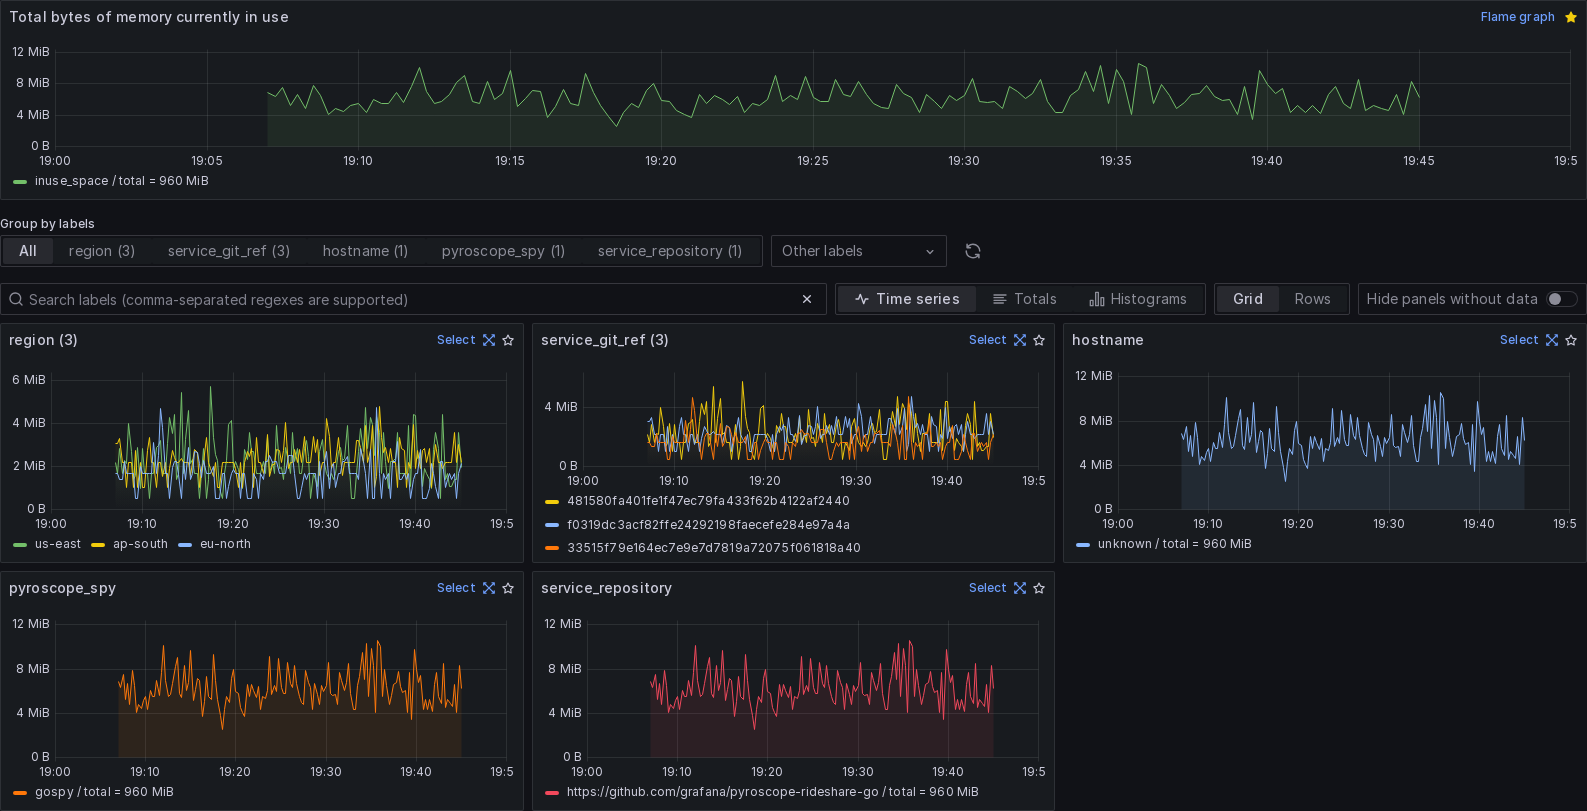 Total bytes of memory currently in use Flame graph
12 MiB
8 MiB
4 MiB
0 B
19:00 19:05 19:10 19:15 19:20 19:25 19:30 19:35 19:40 19:45 19:5
inuse_space / total = 960 MiB
Group by labels
All region (3) service_git_ref (3) hostname (1) pyroscope_spy (1) service_repository (1) Other labels
Search labels (comma-separated regexes are supported) Time series Totals Histograms Grid Rows Hide panels without data
region (3) Select
6 MiB
4 MiB
2 MiB
0 B
19:00 19:10 19:20 19:30 19:40 19:5
us-east ap-south eu-north
service_git_ref (3) Select
4 MiB
0 B
19:00 19:10 19:20 19:30 19:40 19:5
481580fa401fe1f47ec79fa433f62b4122af2440
f0319dc3acf82ffe24292198faecefe284e97a4a
33515f79e164ec7e9e7d7819a72075f061818a40
hostname Select
12 MiB
8 MiB
4 MiB
0 B
19:00 19:10 19:20 19:30 19:40 19:5
unknown / total = 960 MiB
pyroscope_spy Select
12 MiB
8 MiB
4 MiB
0 B
19:00 19:10 19:20 19:30 19:40 19:5
gospy / total = 960 MiB
service_repository Select
12 MiB
8 MiB
4 MiB
0 B
19:00 19:10 19:20 19:30 19:40 19:5
https://github.com/grafana/pyroscope-rideshare-go / total = 960 MiB